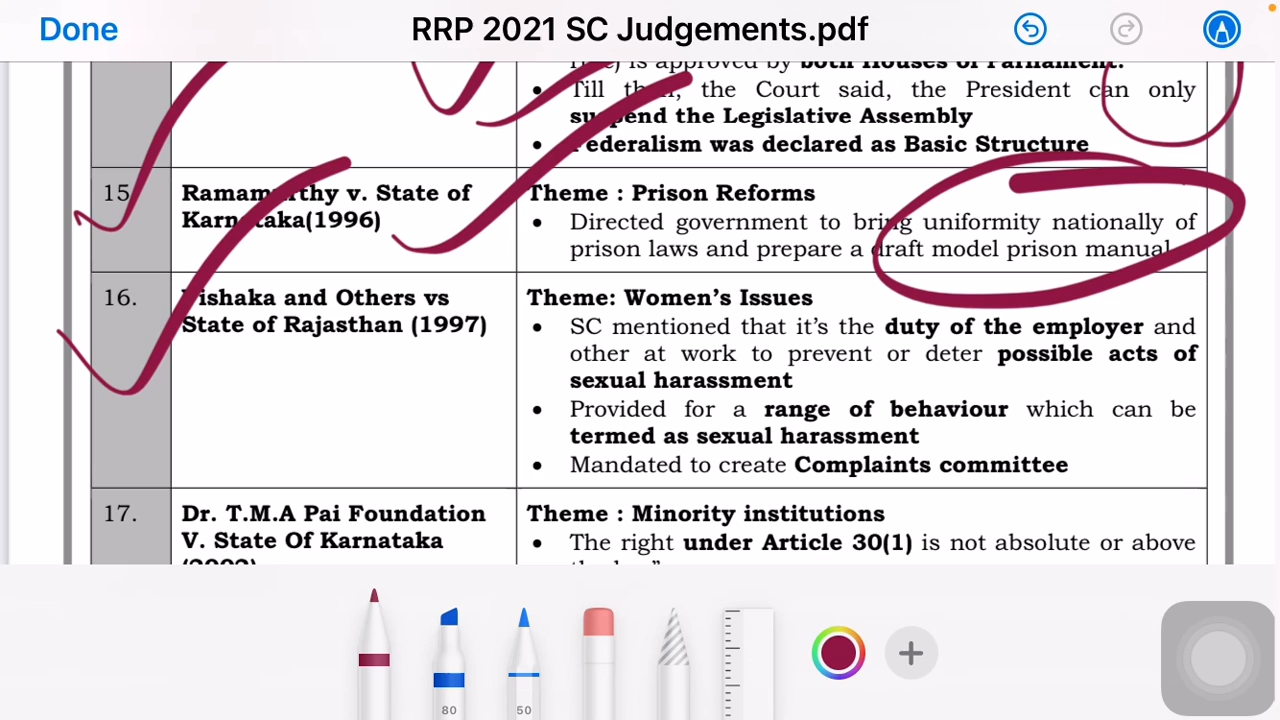 Done
RRP 2021 SC Judgements.pdf
is approved by both Houses of Parliament.
• Till then, the Court said, the President can only
suspend the Legislative Assembly
• Federalism was declared as Basic Structure
15
Ramamurthy v. State of
Karnataka(1996)
Theme : Prison Reforms
• Directed government to bring uniformity nationally of
prison laws and prepare a draft model prison manual
16.
Vishaka and Others vs
State of Rajasthan (1997)
Theme: Women’s Issues
• SC mentioned that it’s the duty of the employer and
other at work to prevent or deter possible acts of
sexual harassment
• Provided for a range of behaviour which can be
termed as sexual harassment
• Mandated to create Complaints committee
17.
Dr. T.M.A Pai Foundation
V. State Of Karnataka
Theme : Minority institutions
• The right under Article 30(1) is not absolute or above
80
50